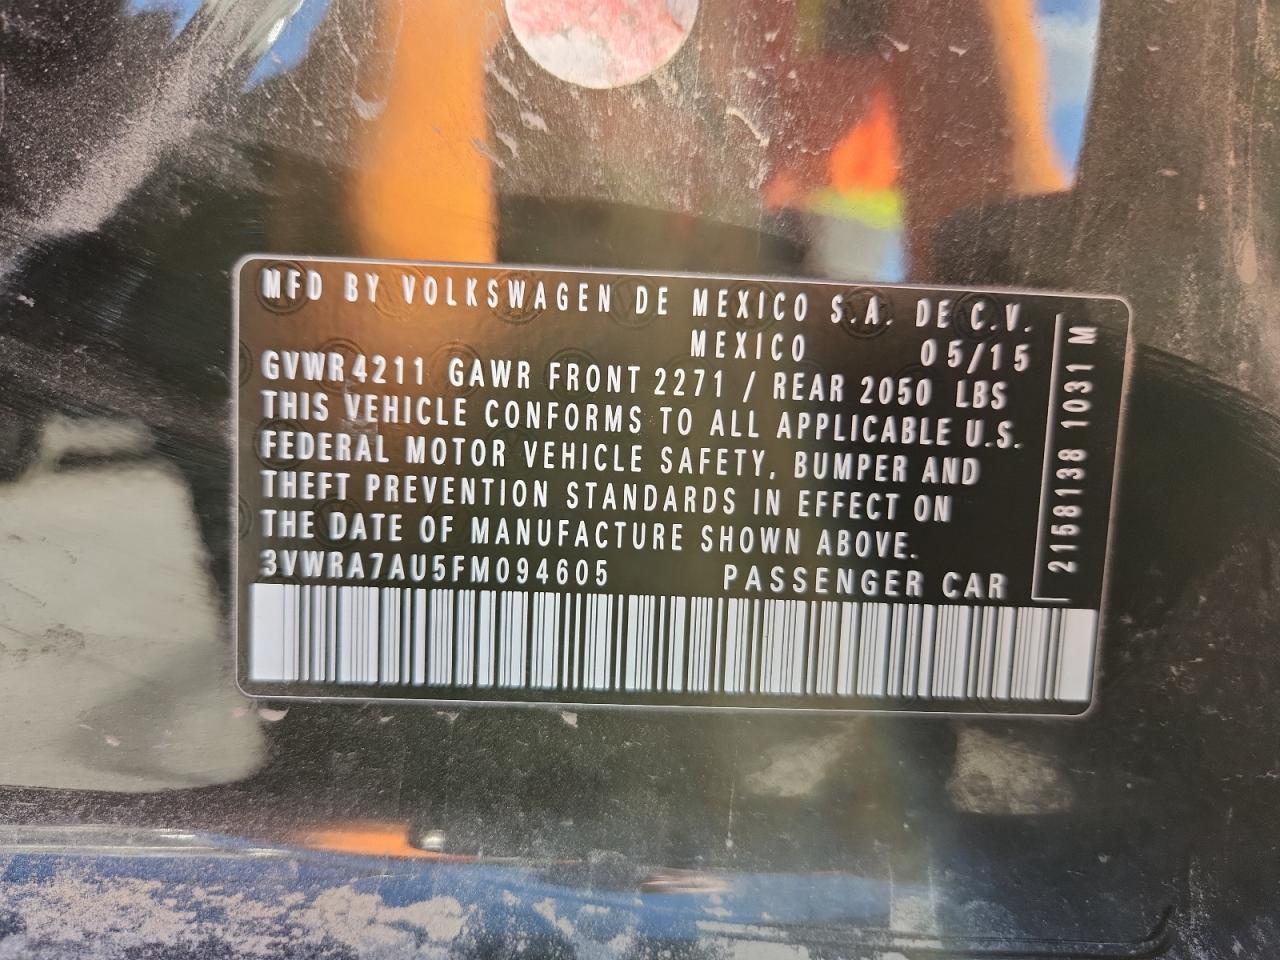 MFD BY VOLKSWAGEN DE MEXICO S.A. DE C.V.
MEXICO 05/15
GVWR 4211 GAWR FRONT 2271 / REAR 2050 LBS
THIS VEHICLE CONFORMS TO ALL APPLICABLE U.S.
FEDERAL MOTOR VEHICLE SAFETY, BUMPER AND
THEFT PREVENTION STANDARDS IN EFFECT ON
THE DATE OF MANUFACTURE SHOWN ABOVE.
3VWRA7AU5FM094605 PASSENGER CAR
2158138 1031 M